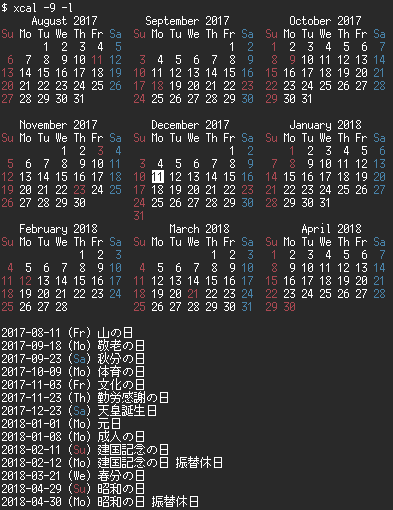 $ xcal -9 -l
August 2017 September 2017 October 2017
Su Mo Tu We Th Fr Sa Su Mo Tu We Th Fr Sa Su Mo Tu We Th Fr Sa
1 2 3 4 5 1 2 1 2 3 4 5 6 7
6 7 8 9 10 11 12 3 4 5 6 7 8 9 8 9 10 11 12 13 14
13 14 15 16 17 18 19 10 11 12 13 14 15 16 15 16 17 18 19 20 21
20 21 22 23 24 25 26 17 18 19 20 21 22 23 22 23 24 25 26 27 28
27 28 29 30 31 24 25 26 27 28 29 30 29 30 31
November 2017 December 2017 January 2018
Su Mo Tu We Th Fr Sa Su Mo Tu We Th Fr Sa Su Mo Tu We Th Fr Sa
1 2 3 4 1 2 1 2 3 4 5 6
5 6 7 8 9 10 11 3 4 5 6 7 8 9 7 8 9 10 11 12 13
12 13 14 15 16 17 18 10 11 12 13 14 15 16 14 15 16 17 18 19 20
19 20 21 22 23 24 25 17 18 19 20 21 22 23 21 22 23 24 25 26 27
26 27 28 29 30 24 25 26 27 28 29 30 28 29 30 31
31
February 2018 March 2018 April 2018
Su Mo Tu We Th Fr Sa Su Mo Tu We Th Fr Sa Su Mo Tu We Th Fr Sa
1 2 3 1 2 3 1 2 3 4 5 6 7
4 5 6 7 8 9 10 4 5 6 7 8 9 10 8 9 10 11 12 13 14
11 12 13 14 15 16 17 11 12 13 14 15 16 17 15 16 17 18 19 20 21
18 19 20 21 22 23 24 18 19 20 21 22 23 24 22 23 24 25 26 27 28
25 26 27 28 25 26 27 28 29 30 31 29 30
2017-08-11 (Fr) 山の日
2017-09-18 (Mo) 敬老の日
2017-09-23 (Sa) 秋分の日
2017-10-09 (Mo) 体育の日
2017-11-03 (Fr) 文化の日
2017-11-23 (Th) 勤労感謝の日
2017-12-23 (Sa) 天皇誕生日
2018-01-01 (Mo) 元日
2018-01-08 (Mo) 成人の日
2018-02-11 (Su) 建国記念の日
2018-02-12 (Mo) 建国記念の日 振替休日
2018-03-21 (We) 春分の日
2018-04-29 (Su) 昭和の日
2018-04-30 (Mo) 昭和の日 振替休日